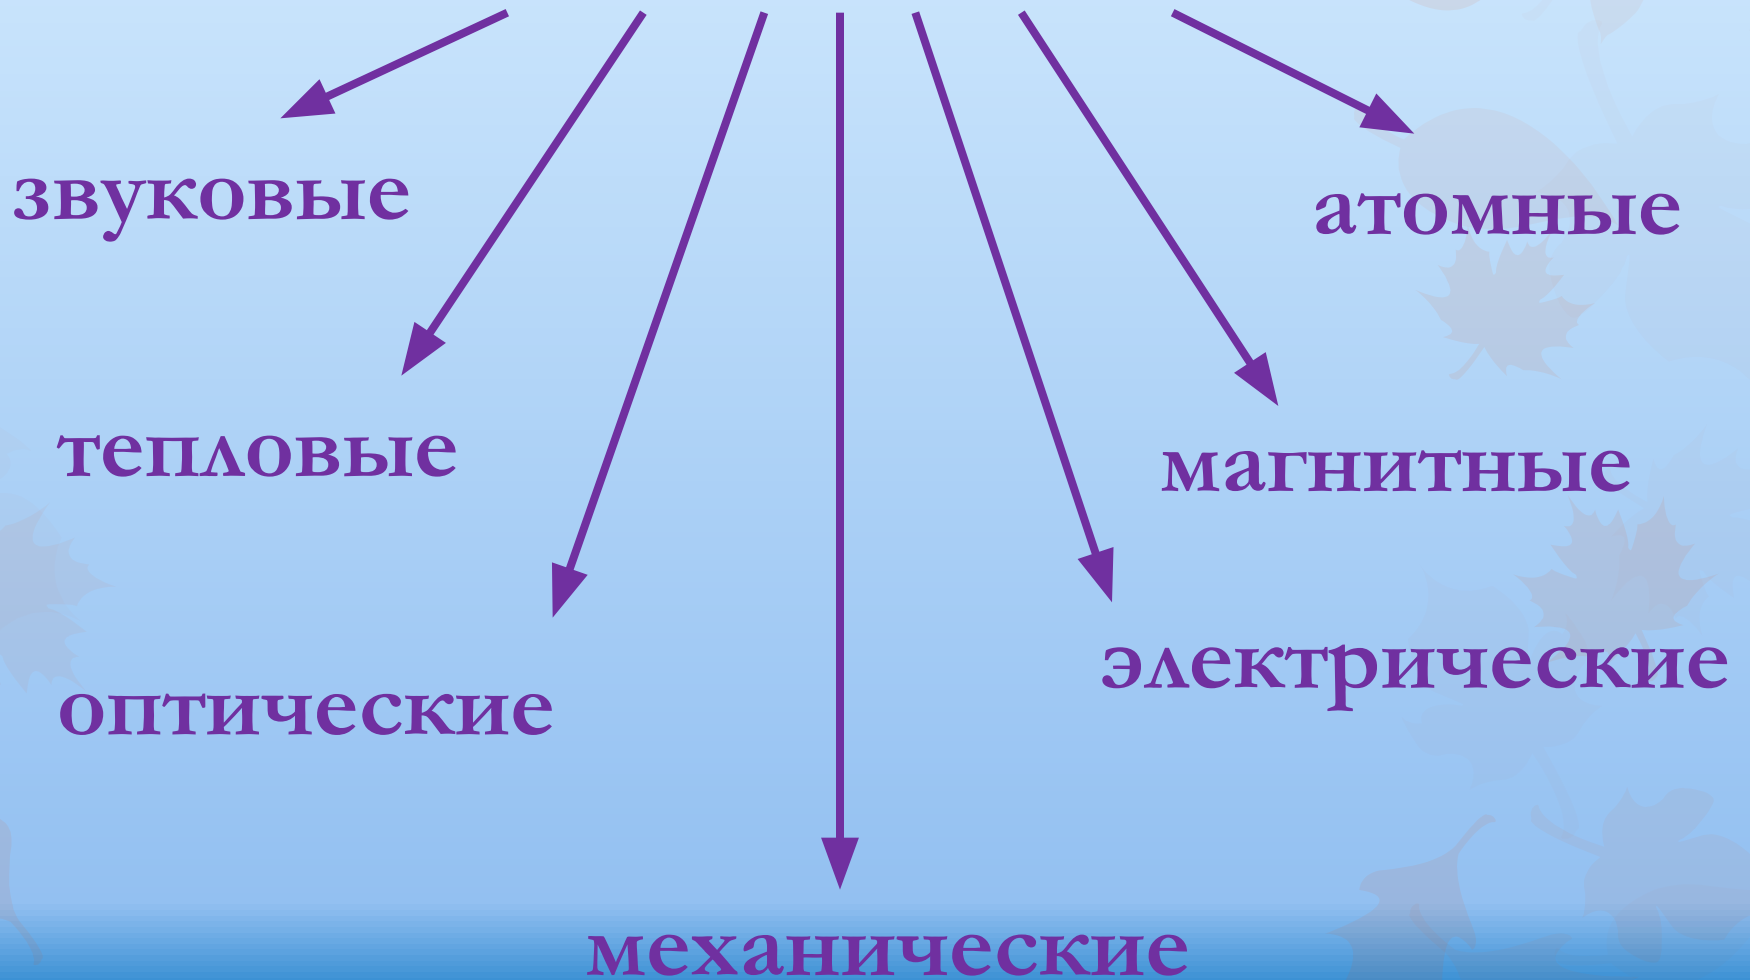 звуковые
атомные
тепловые
магнитные
электрические
оптические
механические